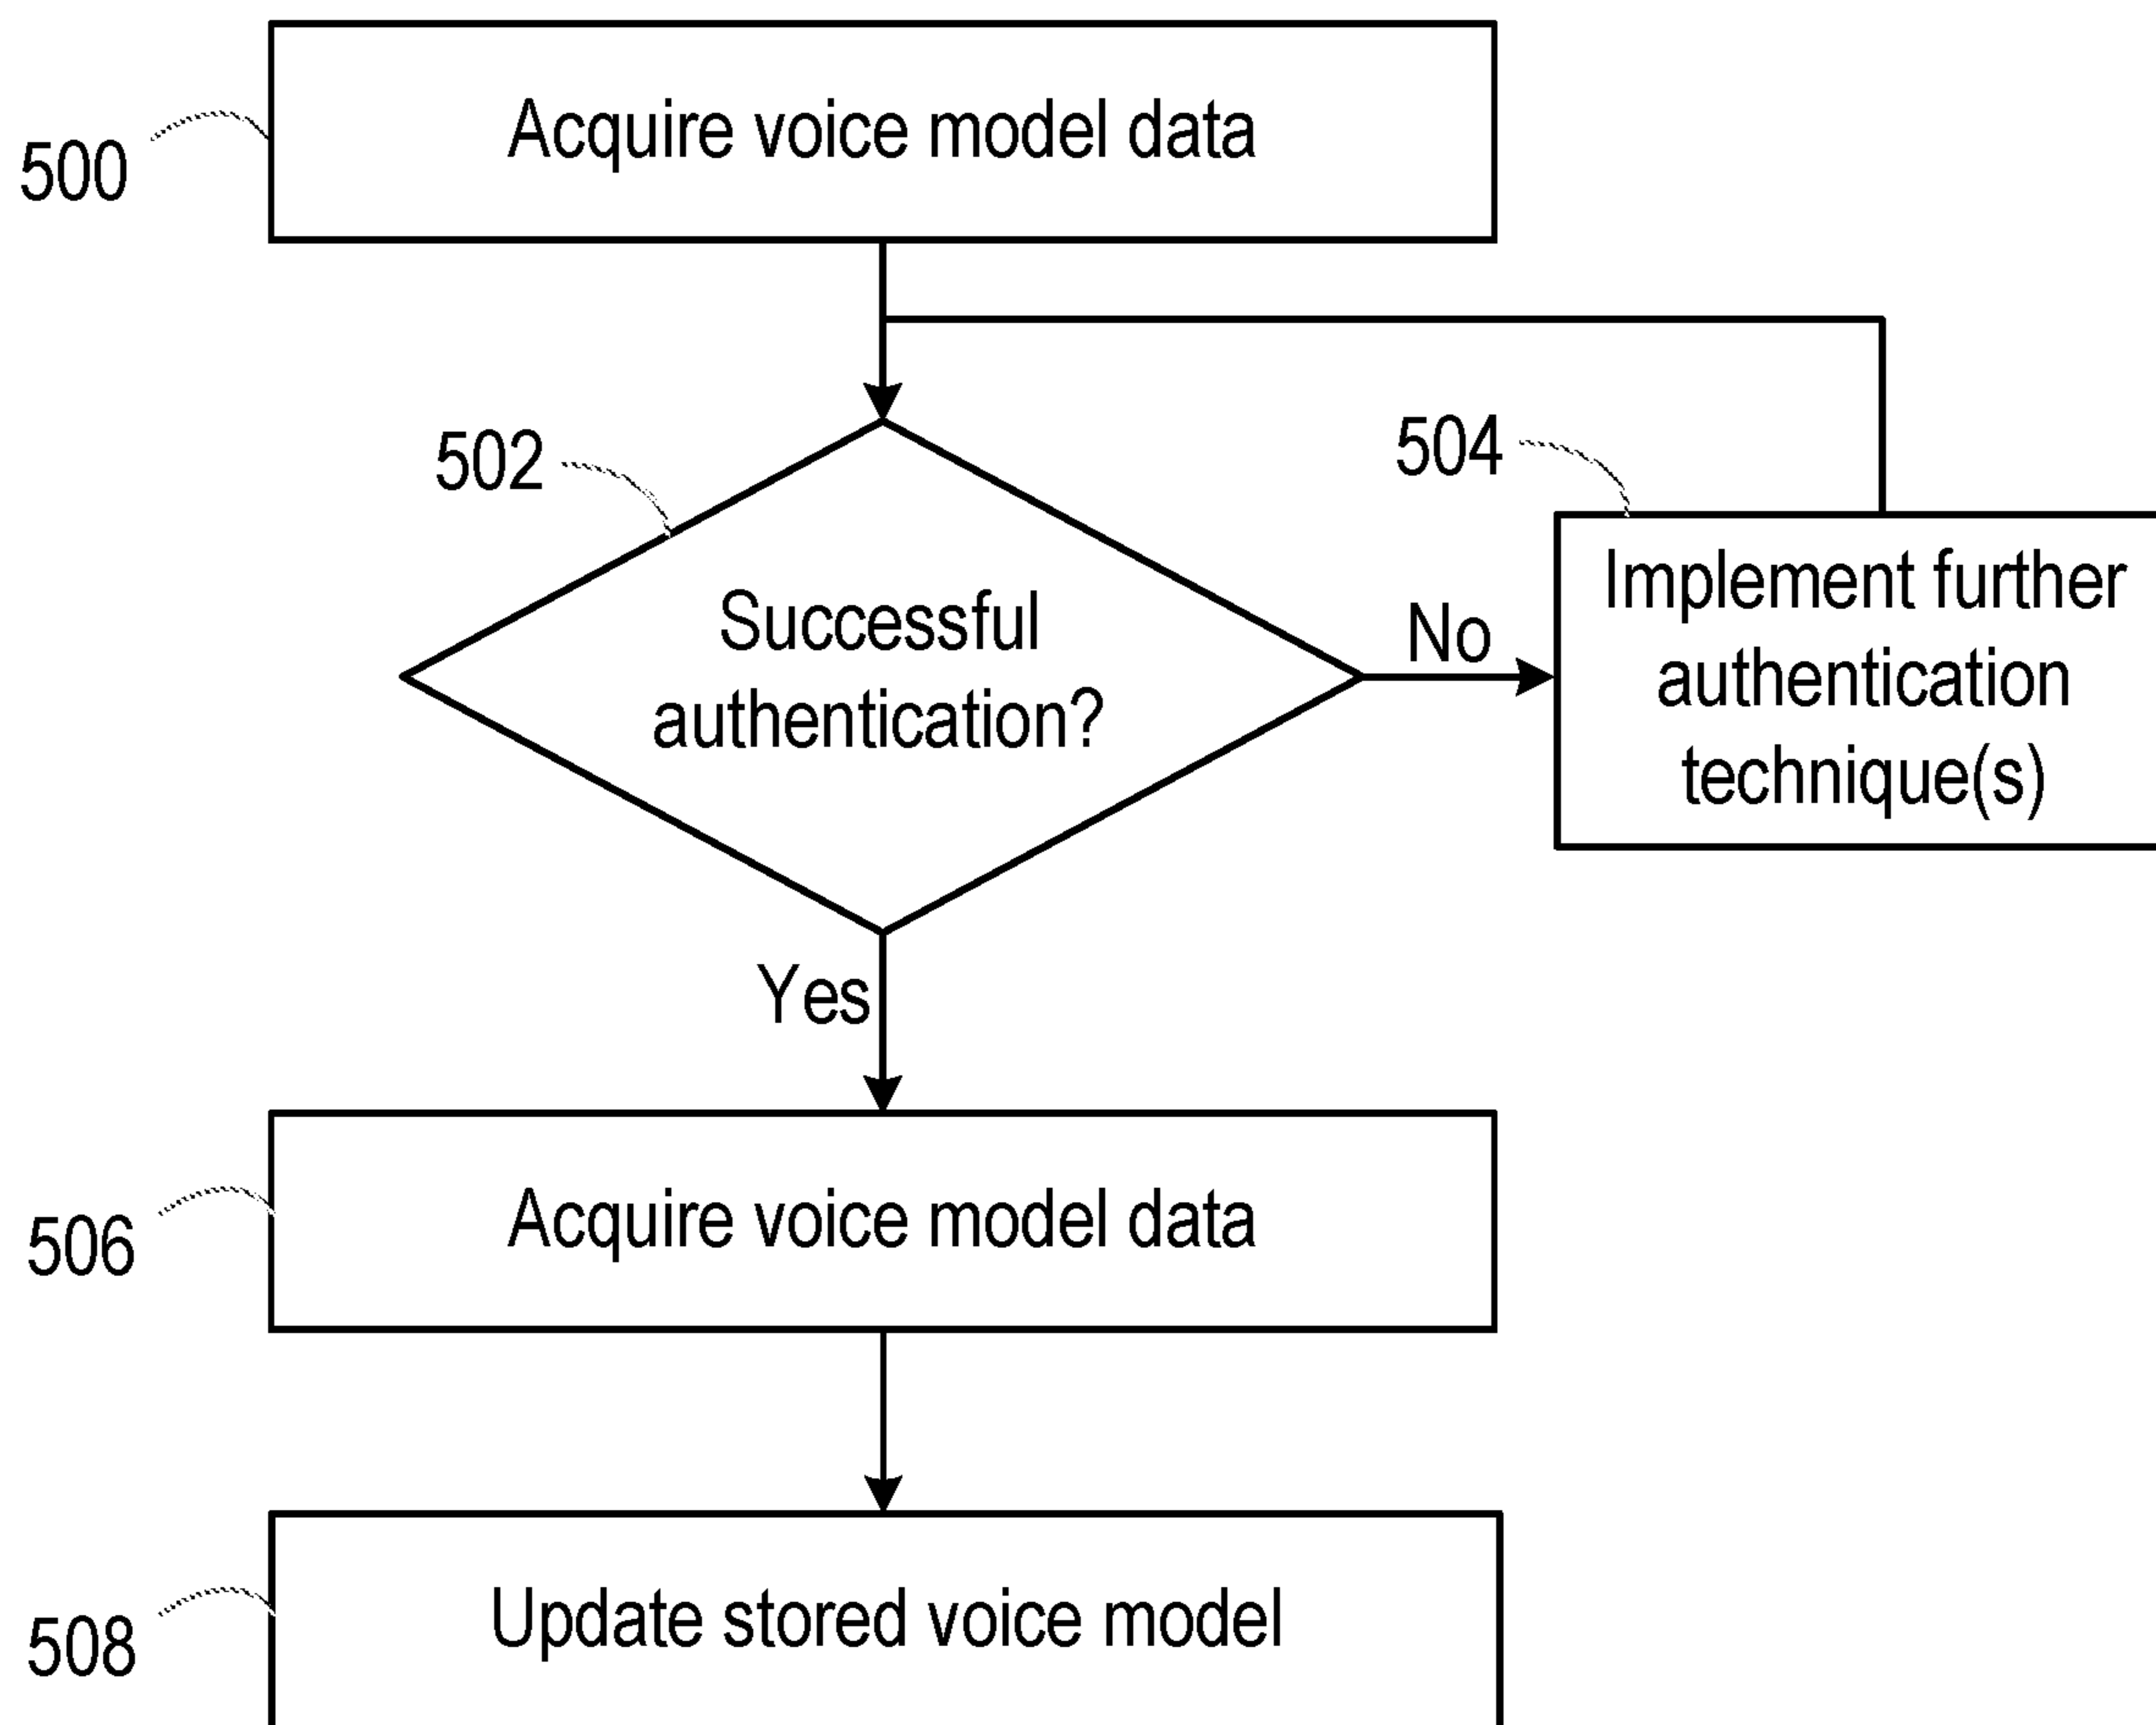 Acquire voice model data
500
502
504
Successful
authentication?
No
Implement further
authentication
technique(s)
Yes
Acquire voice model data
506
Update stored voice model
508